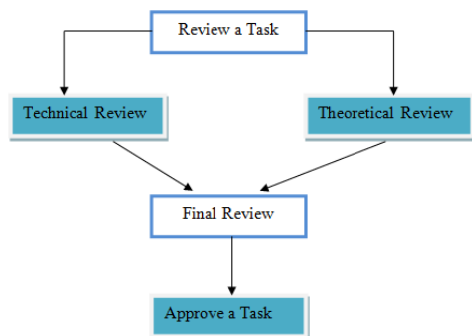 Review a Task
Technical Review
Theoretical Review
Final Review
Approve a Task